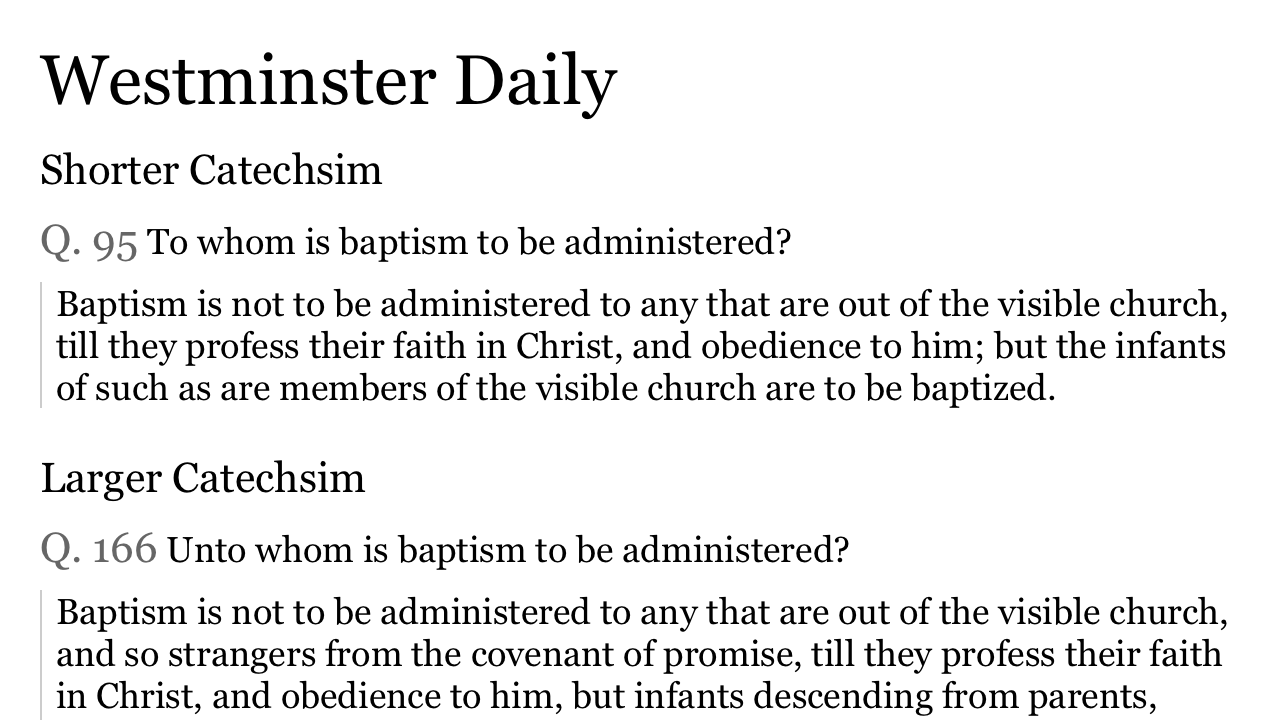 Westminster Daily
Shorter Catechsim
Q. 95 To whom is baptism to be administered?
Baptism is not to be administered to any that are out of the visible church,
till they profess their faith in Christ, and obedience to him; but the infants
of such as are members of the visible church are to be baptized.
Larger Catechsim
Q. 166 Unto whom is baptism to be administered?
Baptism is not to be administered to any that are out of the visible church,
and so strangers from the covenant of promise, till they profess their faith
in Christ, and obedience to him, but infants descending from parents,